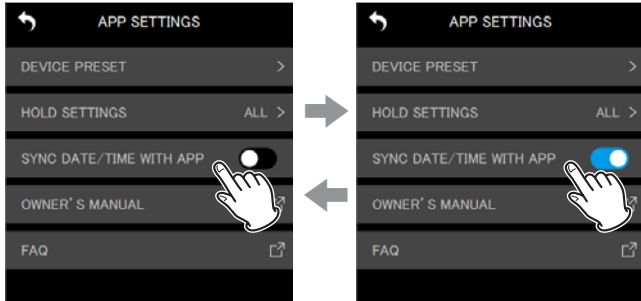 APP SETTINGS
DEVICE PRESET
HOLD SETTINGS ALL
SYNC DATE/TIME WITH APP
OWNER'S MANUAL
FAQ
APP SETTINGS
DEVICE PRESET
HOLD SETTINGS ALL
SYNC DATE/TIME WITH APP
OWNER'S MANUAL
FAQ